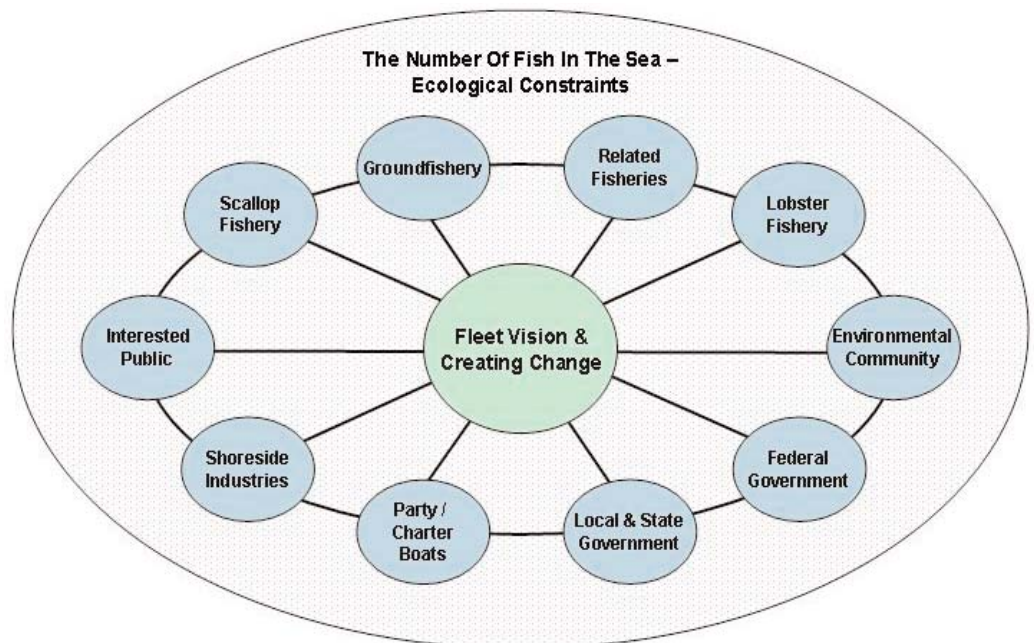 The Number Of Fish In The Sea –
Ecological Constraints
Groundfishery
Related
Fisheries
Scallop
Fishery
Lobster
Fishery
Interested
Public
Fleet Vision &
Creating Change
Environmental
Community
Shoreside
Industries
Federal
Government
Party /
Charter
Boats
Local & State
Government